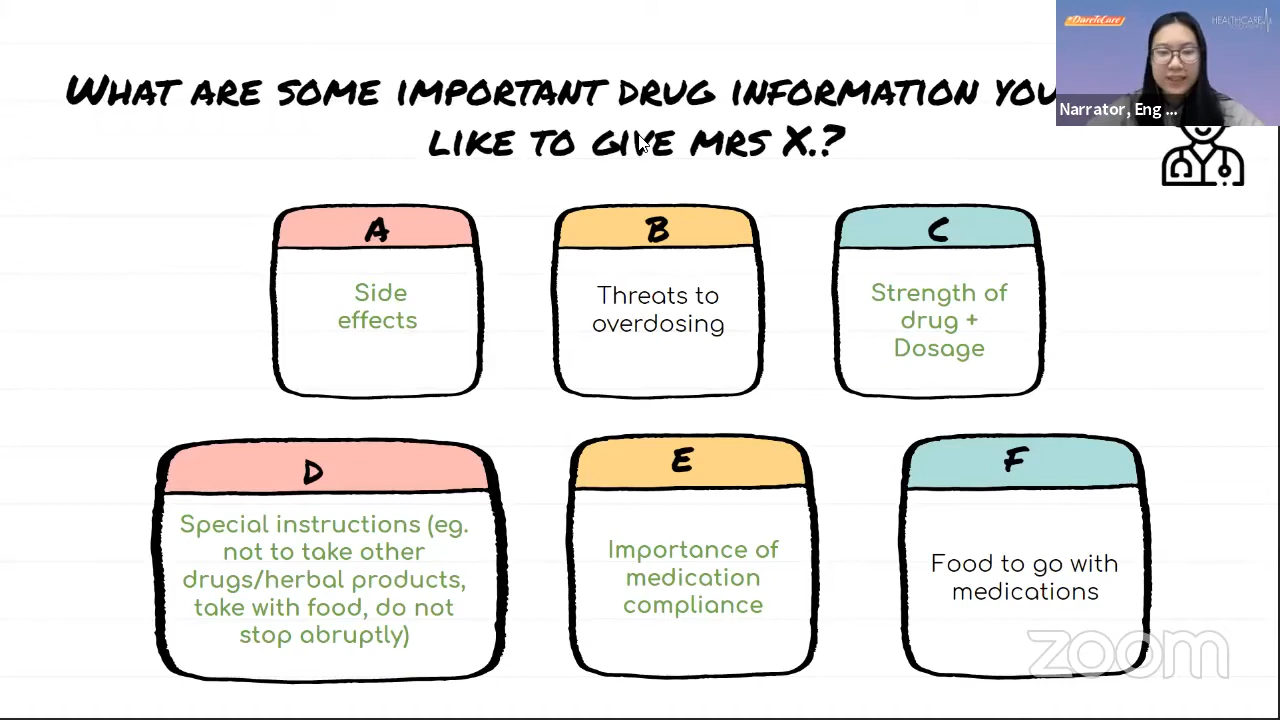 #DareToCare
HEALTHCARE
Narrator, Eng ...
WHAT ARE SOME IMPORTANT DRUG INFORMATION YOU
LIKE TO GIVE MRS X.?
A
Side
effects
B
Threats to
overdosing
C
Strength of
drug +
Dosage
D
Special instructions (eg.
not to take other
drugs/herbal products,
take with food, do not
stop abruptly)
E
Importance of
medication
compliance
F
Food to go with
medications
zoom